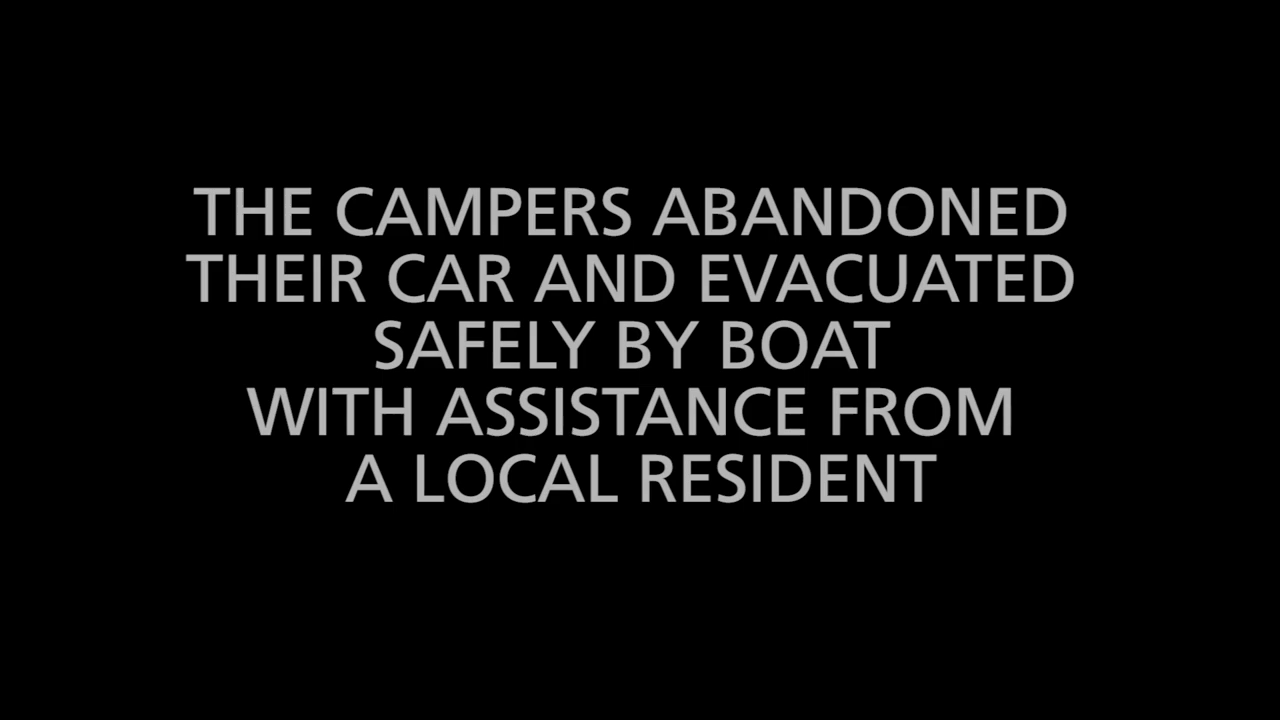 THE CAMPERS ABANDONED
THEIR CAR AND EVACUATED
SAFELY BY BOAT
WITH ASSISTANCE FROM
A LOCAL RESIDENT